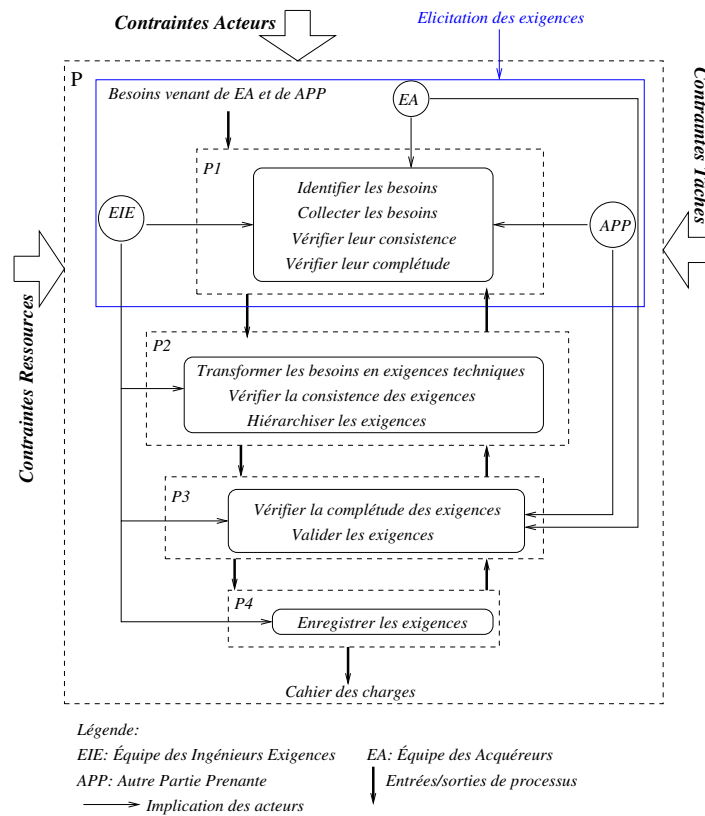 Contraintes Acteurs
Elicitation des exigences
P
Besoins venant de EA et de APP
EA
Contraintes Taches
P1
Identifier les besoins
Collecter les besoins
Vérifier leur consistence
Vérifier leur complétude
EIE
APP
Contraintes Ressources
P2
Transformer les besoins en exigences techniques
Vérifier la consistence des exigences
Hiérarchiser les exigences
P3
Vérifier la complétude des exigences
Valider les exigences
P4
Enregistrer les exigences
Cahier des charges
Légende:
EIE: Équipe des Ingénieurs Exigences
EA: Équipe des Acquéreurs
APP: Autre Partie Prenante
Entrées/sorties de processus
Implication des acteurs